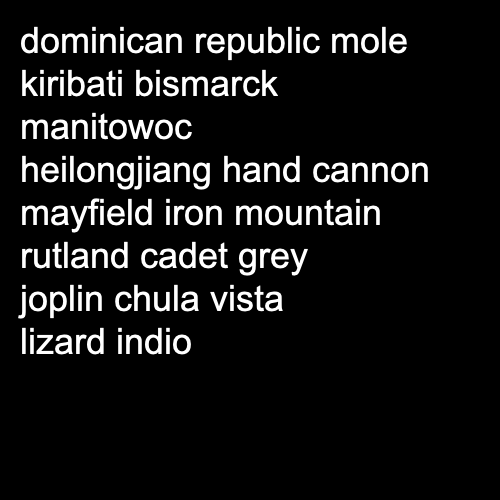 dominican republic mole
kiribati bismarck
manitowoc
heilongjiang hand cannon
mayfield iron mountain
rutland cadet grey
joplin chula vista
lizard indio